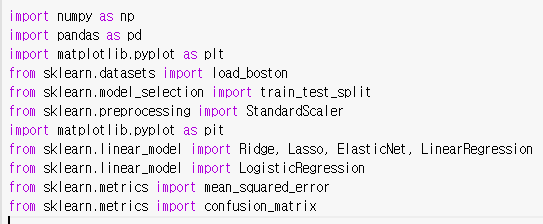 import numpy as np
import pandas as pd
import matplotlib.pyplot as plt
from sklearn.datasets import load_boston
from sklearn.model_selection import train_test_split
from sklearn.preprocessing import StandardScaler
import matplotlib.pyplot as plt
from sklearn.linear_model import Ridge, Lasso, ElasticNet, LinearRegression
from sklearn.linear_model import LogisticRegression
from sklearn.metrics import mean_squared_error
from sklearn.metrics import confusion_matrix